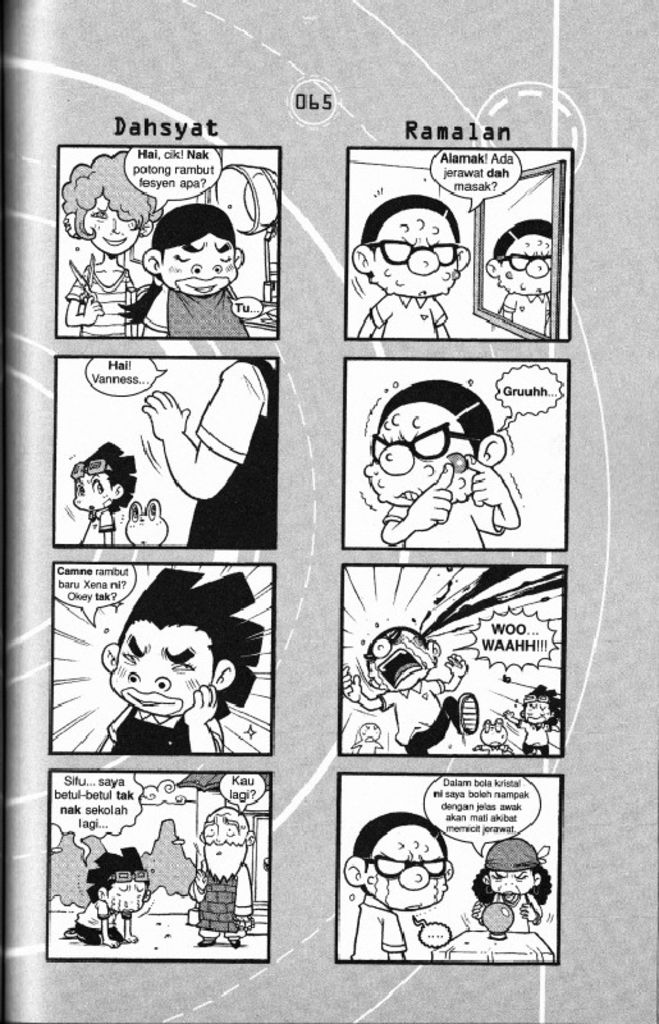 065
Dahsyat
Hai, cik! Nak
potong rambut
fesyen apa?
Tu...
Hai!
Vanness...
Camne rambut
baru Xena ni?
Okey tak?
Sifu... saya
betul-betul tak
nak sekolah
lagi...
Kau
lagi?
Ramalan
Alamak! Ada
jerawat dah
masak?
Gruuhh...
WOO...
WAAHH!!!
Dalam bola kristal
ni saya boleh nampak
dengan jelas awak
akan mati akibat
memicit jerawat...
....